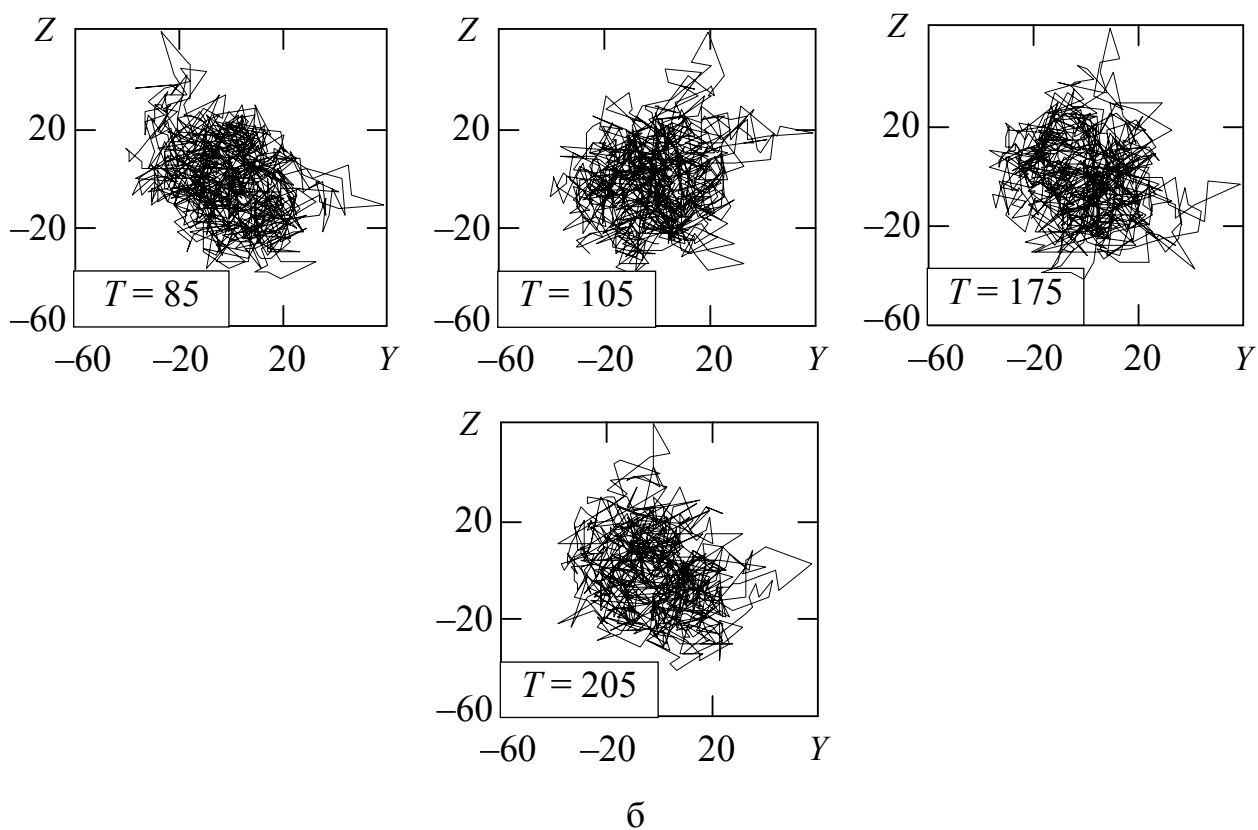 Z Z Z
20 20 20
–20 –20 –20
T = 85 T = 105 T = 175
–60 –60 –60
–60 –20 20 Y –60 –20 20 Y –60 –20 20 Y
Z
20
–20
T = 205
–60
–60 –20 20 Y
б